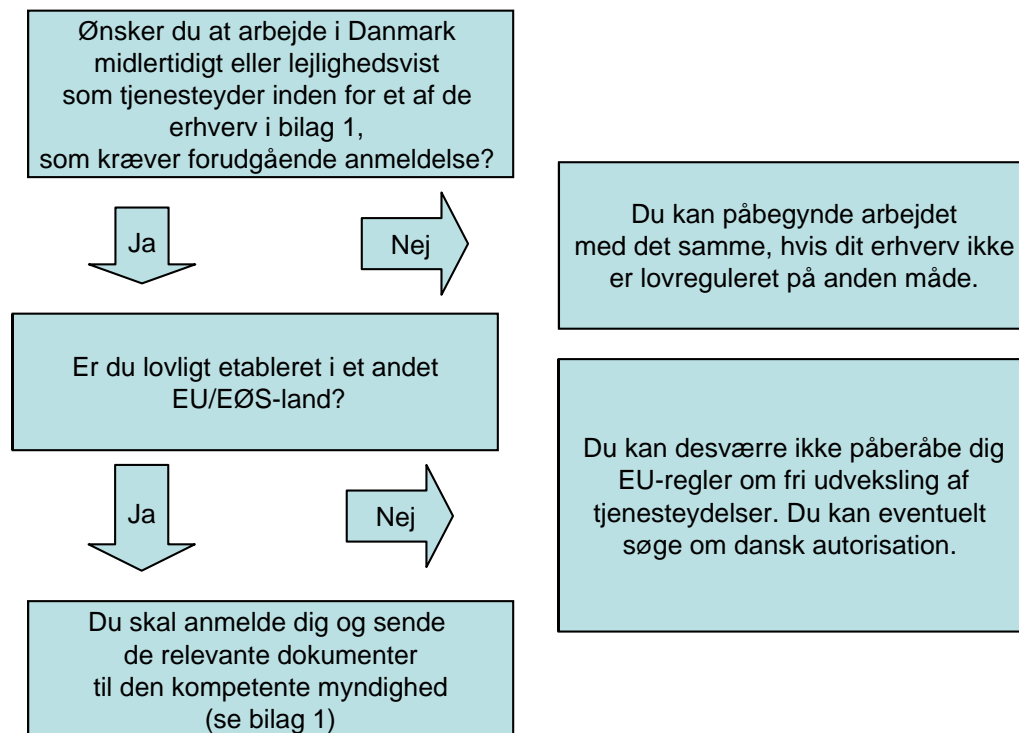 Ønsker du at arbejde i Danmark
midlertidigt eller lejlighedsvist
som tjenesteyder inden for et af de
erhverv i bilag 1,
som kræver forudgående anmeldelse?
Ja
Nej
Du kan påbegynde arbejdet
med det samme, hvis dit erhverv ikke
er lovreguleret på anden måde.
Er du lovligt etableret i et andet
EU/EØS-land?
Ja
Nej
Du kan desværre ikke påberåbe dig
EU-regler om fri udveksling af
tjenesteydelser. Du kan eventuelt
søge om dansk autorisation.
Du skal anmelde dig og sende
de relevante dokumenter
til den kompetente myndighed
(se bilag 1)